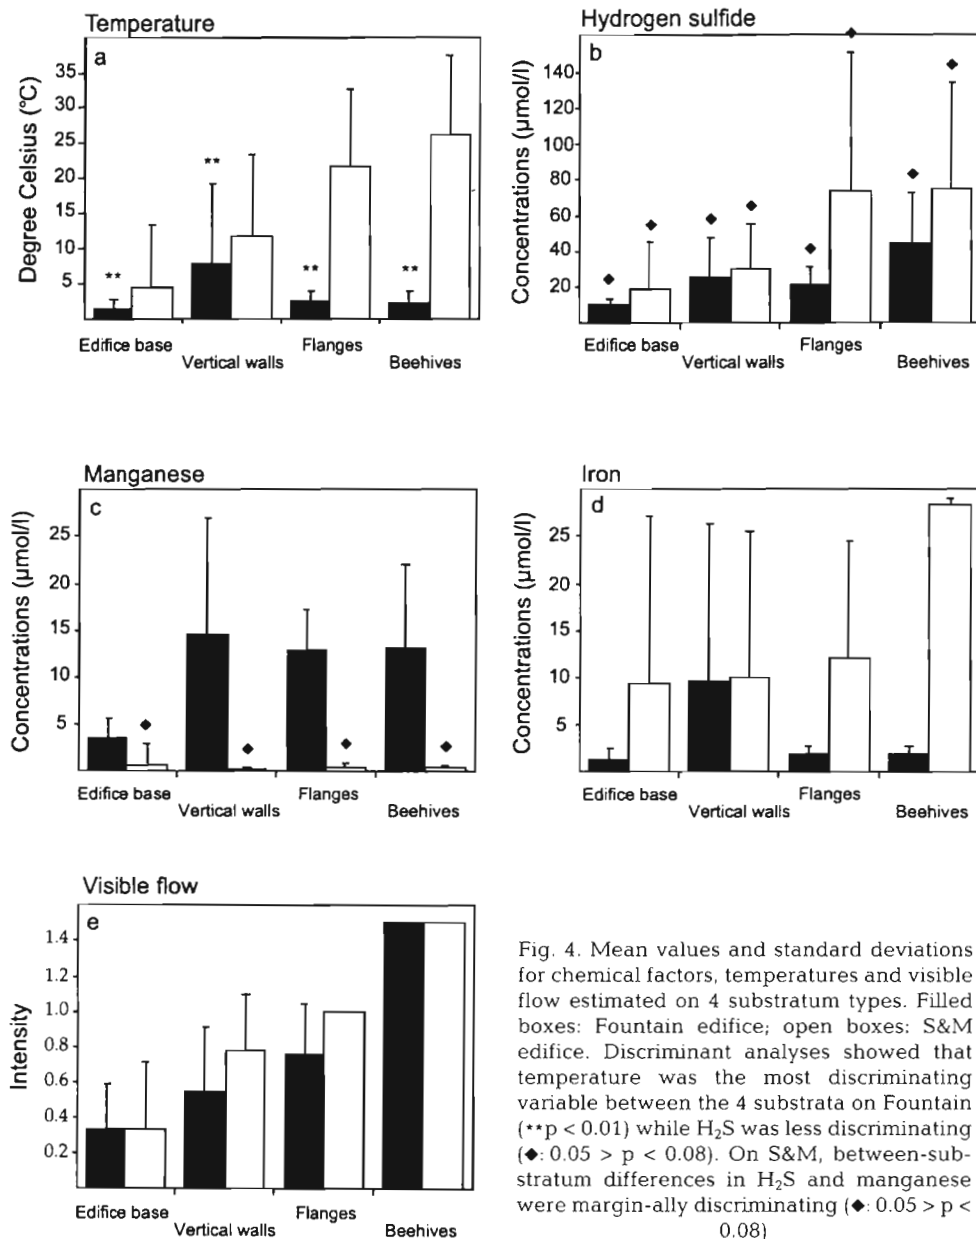 Temperature
a
Degree Celsius (°C)
35
30
25
20
15
10
5
**
**
**
**
Edifice base
Vertical walls
Flanges
Beehives
Hydrogen sulfide
b
Concentrations (µmol/l)
140
120
100
80
60
40
20
◆
◆
◆
◆
◆
◆
◆
◆
Edifice base
Vertical walls
Flanges
Beehives
Manganese
c
Concentrations (µmol/l)
25
20
15
10
5
◆
◆
◆
◆
Edifice base
Vertical walls
Flanges
Beehives
Iron
d
Concentrations (µmol/l)
25
20
15
10
5
Edifice base
Vertical walls
Flanges
Beehives
Visible flow
e
Intensity
1.4
1.2
1.0
0.8
0.6
0.4
0.2
Edifice base
Vertical walls
Flanges
Beehives
Fig. 4. Mean values and standard deviations
for chemical factors, temperatures and visible
flow estimated on 4 substratum types. Filled
boxes: Fountain edifice; open boxes: S&M
edifice. Discriminant analyses showed that
temperature was the most discriminating
variable between the 4 substrata on Fountain
(**p < 0.01) while H₂S was less discriminating
(◆: 0.05 > p < 0.08). On S&M, between-sub-
stratum differences in H₂S and manganese
were margin-ally discriminating (◆: 0.05 > p <
0.08)